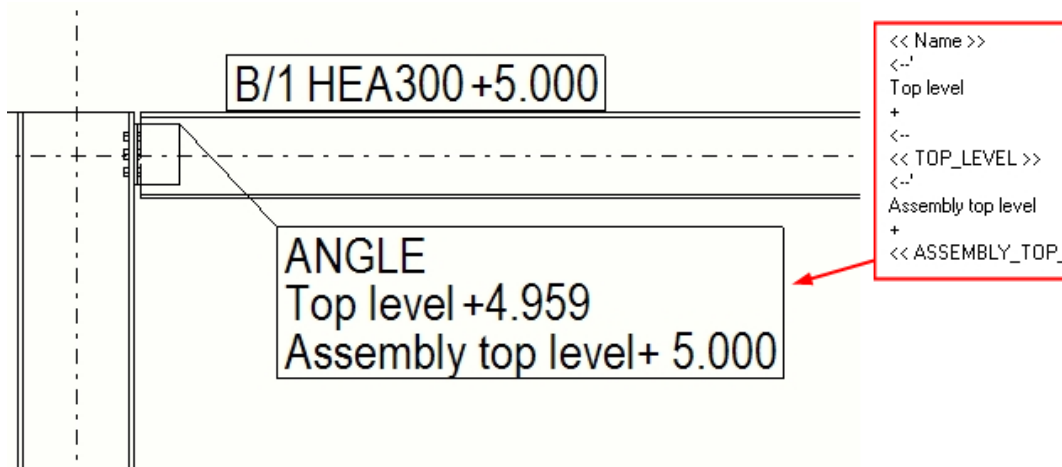 B/1 HEA300 +5.000
ANGLE
Top level +4.959
Assembly top level+ 5.000
<< Name >>
<--'
Top level
+
<--
<< TOP_LEVEL >>
<--'
Assembly top level
+
<< ASSEMBLY_TOP_